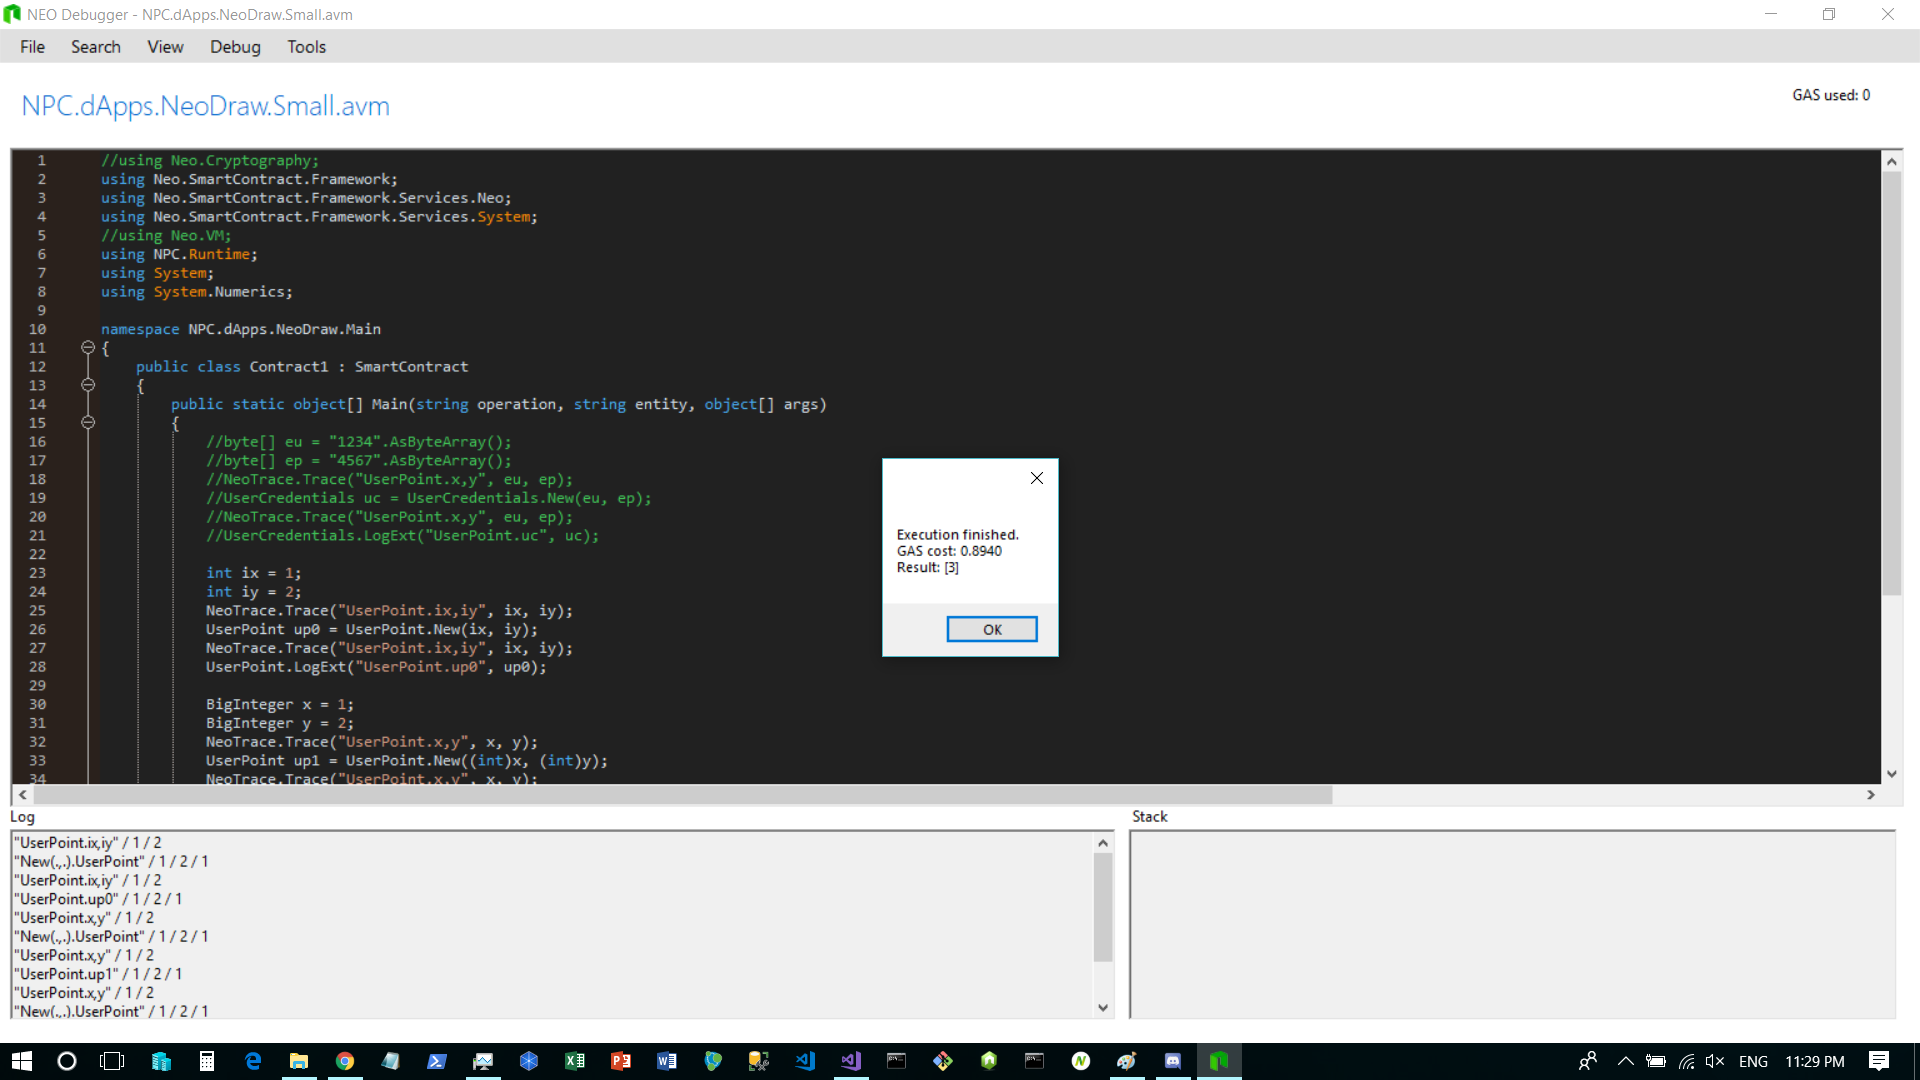 NEO Debugger - NPC.dApps.NeoDraw.Small.avm
File Search View Debug Tools
NPC.dApps.NeoDraw.Small.avm
GAS used: 0
1 //using Neo.Cryptography;
2 using Neo.SmartContract.Framework;
3 using Neo.SmartContract.Framework.Services.Neo;
4 using Neo.SmartContract.Framework.Services.System;
5 //using Neo.VM;
6 using NPC.Runtime;
7 using System;
8 using System.Numerics;
9
10 namespace NPC.dApps.NeoDraw.Main
11 {
12 public class Contract1 : SmartContract
13 {
14 public static object[] Main(string operation, string entity, object[] args)
15 {
16 //byte[] eu = "1234".AsByteArray();
17 //byte[] ep = "4567".AsByteArray();
18 //NeoTrace.Trace("UserPoint.x,y", eu, ep);
19 //UserCredentials uc = UserCredentials.New(eu, ep);
20 //NeoTrace.Trace("UserPoint.x,y", eu, ep);
21 //UserCredentials.LogExt("UserPoint.uc", uc);
22
23 int ix = 1;
24 int iy = 2;
25 NeoTrace.Trace("UserPoint.ix,iy", ix, iy);
26 UserPoint up0 = UserPoint.New(ix, iy);
27 NeoTrace.Trace("UserPoint.ix,iy", ix, iy);
28 UserPoint.LogExt("UserPoint.up0", up0);
29
30 BigInteger x = 1;
31 BigInteger y = 2;
32 NeoTrace.Trace("UserPoint.x,y", x, y);
33 UserPoint up1 = UserPoint.New((int)x, (int)y);
34 NeoTrace.Trace("UserPoint.x,y", x, y);
Execution finished.
GAS cost: 0.8940
Result: [3]
OK
Log
"UserPoint.ix,iy" / 1 / 2
"New(.,.).UserPoint" / 1 / 2 / 1
"UserPoint.ix,iy" / 1 / 2
"UserPoint.up0" / 1 / 2 / 1
"UserPoint.x,y" / 1 / 2
"New(.,.).UserPoint" / 1 / 2 / 1
"UserPoint.x,y" / 1 / 2
"UserPoint.up1" / 1 / 2 / 1
"UserPoint.x,y" / 1 / 2
"New(.,.).UserPoint" / 1 / 2 / 1
Stack
ENG 11:29 PM